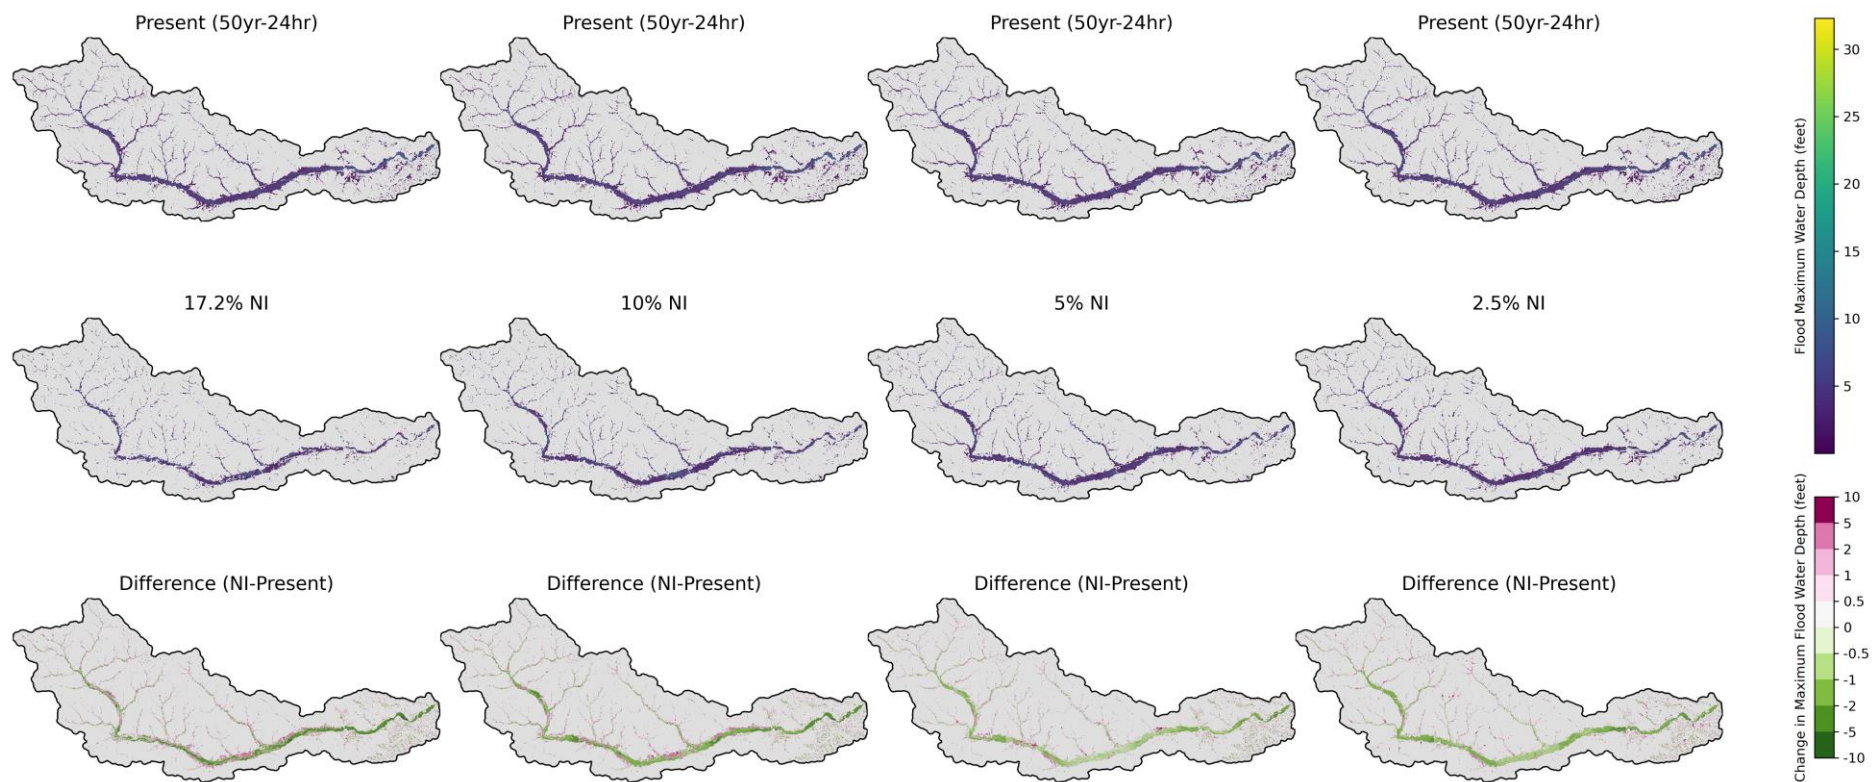 Present (50yr-24hr)
Present (50yr-24hr)
Present (50yr-24hr)
Present (50yr-24hr)
17.2% NI
10% NI
5% NI
2.5% NI
Difference (NI-Present)
Difference (NI-Present)
Difference (NI-Present)
Difference (NI-Present)
Flood Maximum Water Depth (feet)
30
25
20
15
10
5
Change in Maximum Flood Water Depth (feet)
10
5
2
1
0.5
0
-0.5
-1
-2
-5
-10